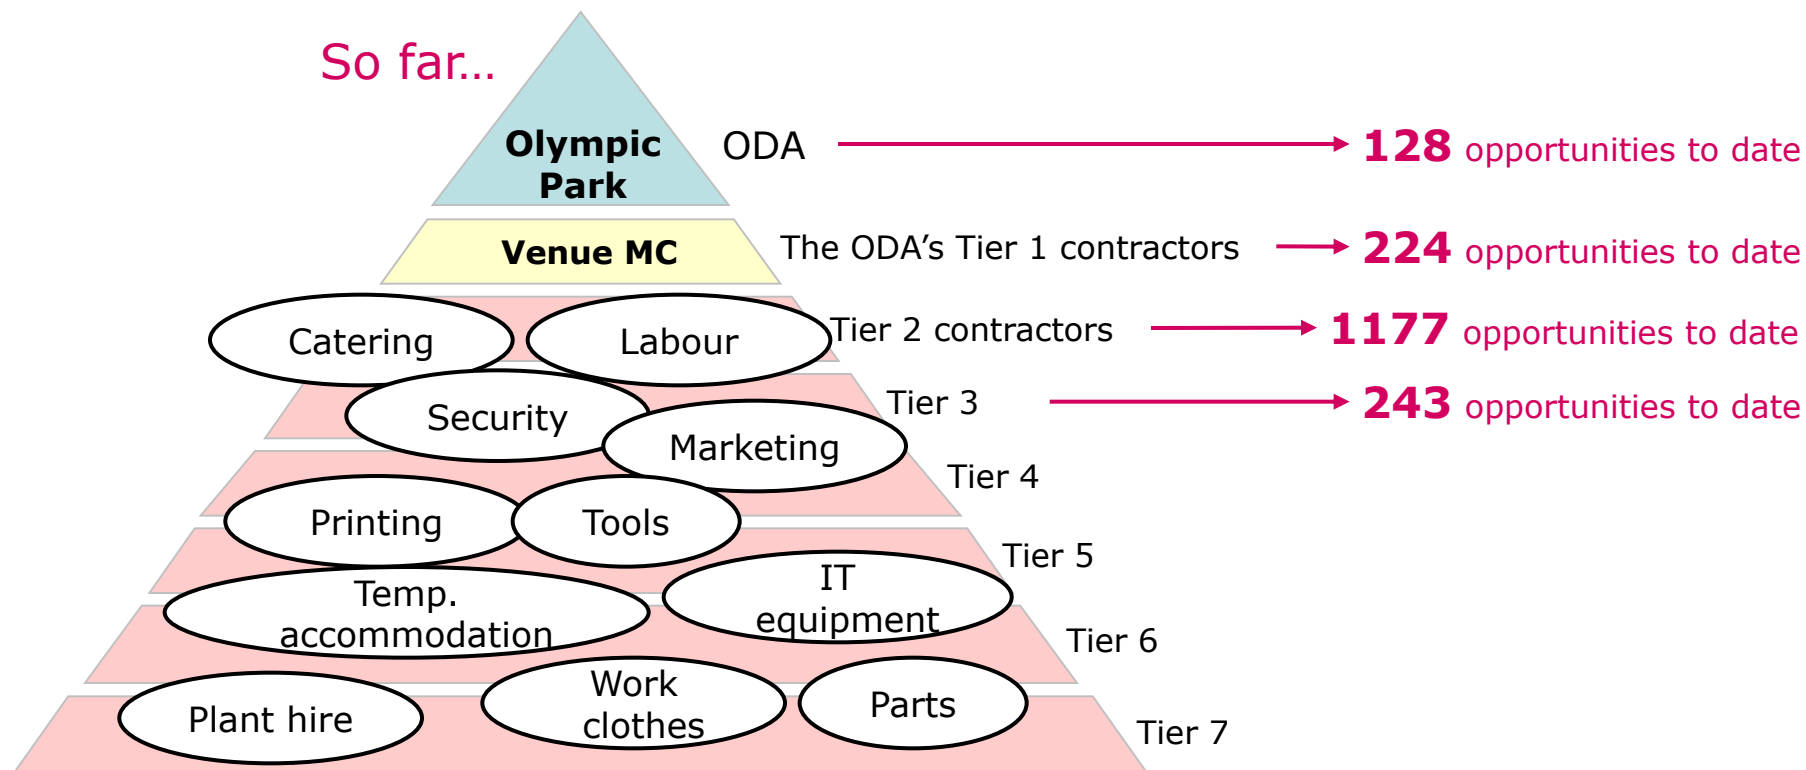 So far…
Olympic
Park
ODA
128 opportunities to date
Venue MC
The ODA’s Tier 1 contractors
224 opportunities to date
Catering
Labour
Tier 2 contractors
1177 opportunities to date
Security
Tier 3
243 opportunities to date
Marketing
Tier 4
Printing
Tools
Tier 5
Temp.
accommodation
IT
equipment
Tier 6
Plant hire
Work
clothes
Parts
Tier 7